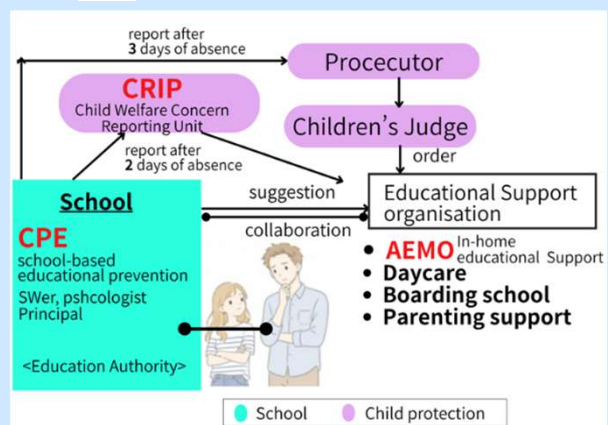 report after
3 days of absence
Procecutor
CRIP
Child Welfare Concern
Reporting Unit
Children's Judge
report after
2 days of absence
order
School
suggestion
Educational Support
organisation
CPE
collaboration
school-based
educational prevention
AEMO In-home
educational Support
SWer, pshcologist
Principal
Daycare
Boarding school
Parenting support
<Education Authority>
School
Child protection